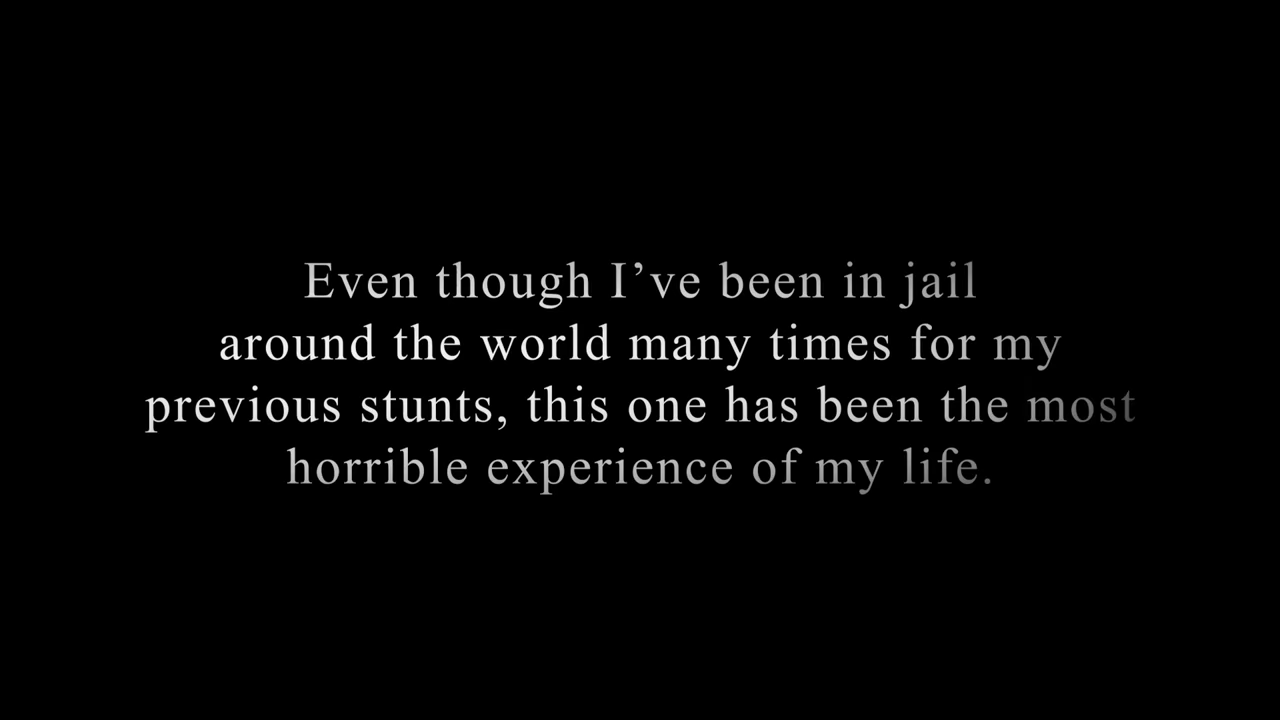 Even though I’ve been in jail
around the world many times for my
previous stunts, this one has been the most
horrible experience of my life.